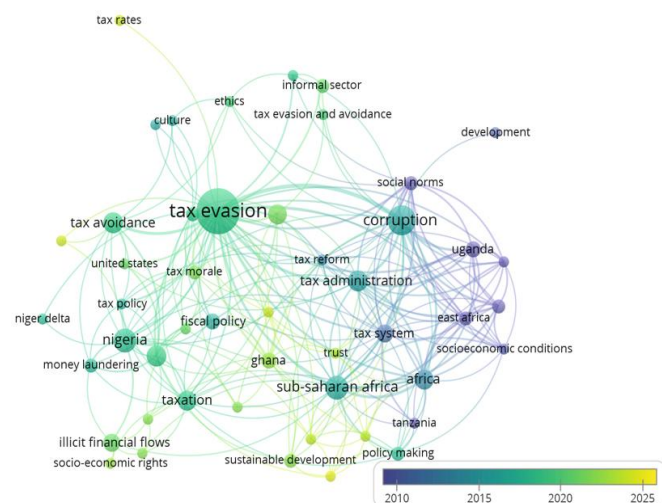 tax rates
informal sector
ethics
tax evasion and avoidance
culture
development
social norms
tax evasion
tax avoidance
corruption
uganda
united states
tax morale
tax reform
tax administration
tax policy
niger delta
fiscal policy
east africa
nigeria
tax system
socioeconomic conditions
money laundering
ghana
trust
sub-saharan africa
africa
taxation
tanzania
illicit financial flows
socio-economic rights
sustainable development
policy making
2010 2015 2020 2025